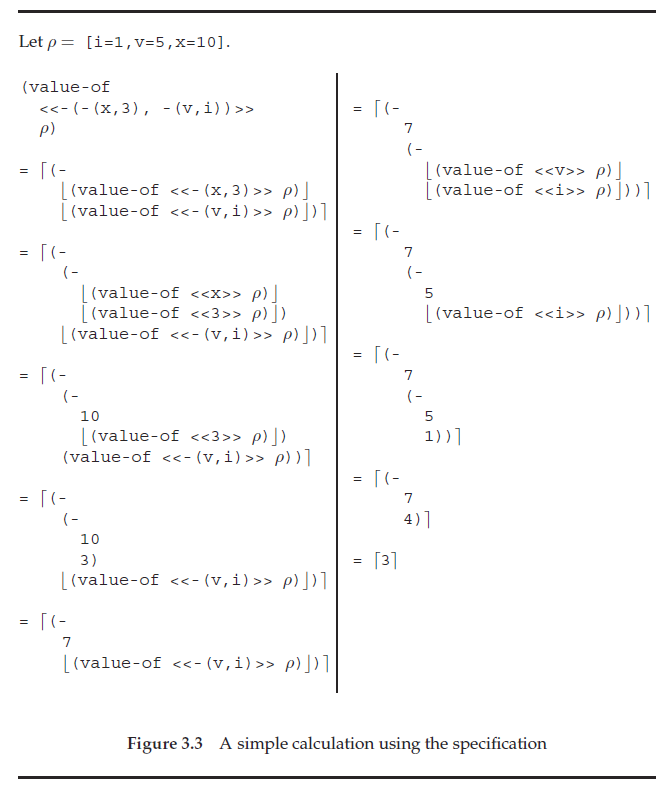 Let ρ = [i=1,v=5,x=10].
(value-of
<<-(-(x,3), -(v,i))>>
ρ)
= ⌈(-
⌊(value-of <<-(x,3)>> ρ)⌋
⌊(value-of <<-(v,i)>> ρ)⌋)⌉
= ⌈(-
(-
⌊(value-of <<x>> ρ)⌋
⌊(value-of <<3>> ρ)⌋)
⌊(value-of <<-(v,i)>> ρ)⌋)⌉
= ⌈(-
(-
10
⌊(value-of <<3>> ρ)⌋)
(value-of <<-(v,i)>> ρ))⌉
= ⌈(-
(-
10
3)
⌊(value-of <<-(v,i)>> ρ)⌋)⌉
= ⌈(-
7
⌊(value-of <<-(v,i)>> ρ)⌋)⌉
= ⌈(-
7
(-
⌊(value-of <<v>> ρ)⌋
⌊(value-of <<i>> ρ)⌋))⌉
= ⌈(-
7
(-
5
⌊(value-of <<i>> ρ)⌋))⌉
= ⌈(-
7
(-
5
1))⌉
= ⌈(-
7
4)⌉
= ⌈3⌉
Figure 3.3 A simple calculation using the specification